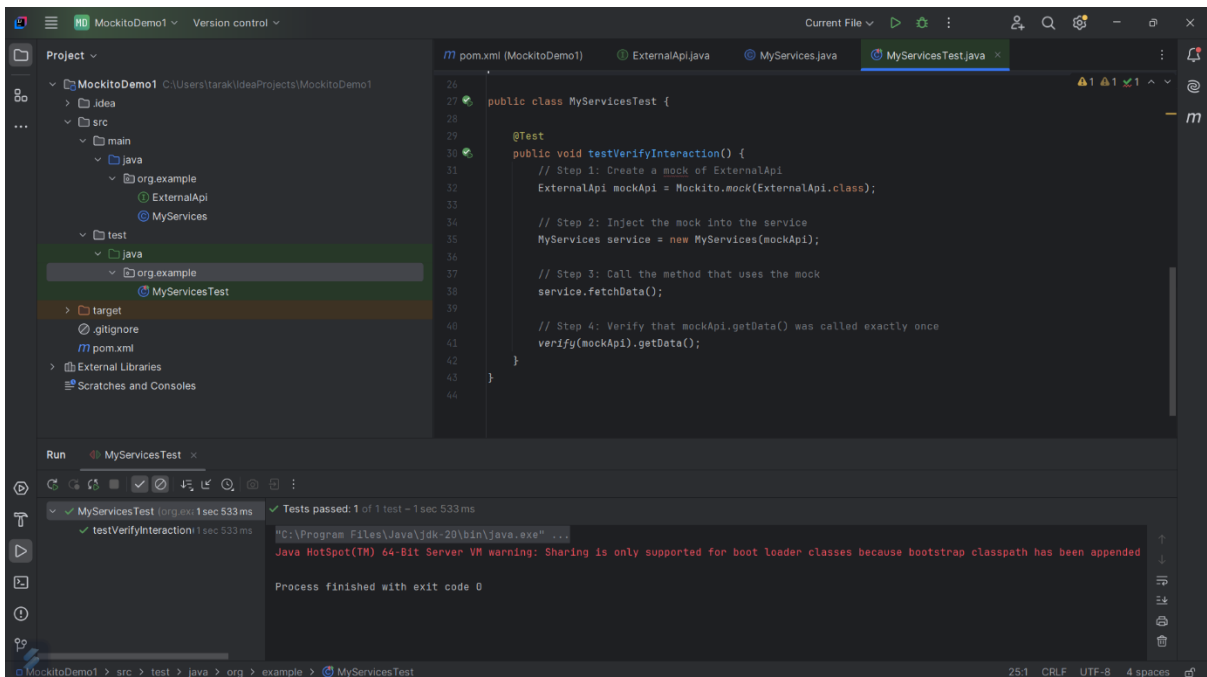 MD MockitoDemo1 Version control Current File
Project
MockitoDemo1 C:\Users\tarak\IdeaProjects\MockitoDemo1
.idea
src
main
java
org.example
ExternalApi
MyServices
test
java
org.example
MyServicesTest
target
.gitignore
m pom.xml
External Libraries
Scratches and Consoles
m pom.xml (MockitoDemo1) ExternalApi.java MyServices.java MyServicesTest.java
1 1 1
m
26
27 public class MyServicesTest {
28
29 @Test
30 public void testVerifyInteraction() {
31 // Step 1: Create a mock of ExternalApi
32 ExternalApi mockApi = Mockito.mock(ExternalApi.class);
33
34 // Step 2: Inject the mock into the service
35 MyServices service = new MyServices(mockApi);
36
37 // Step 3: Call the method that uses the mock
38 service.fetchData();
39
40 // Step 4: Verify that mockApi.getData() was called exactly once
41 verify(mockApi).getData();
42 }
43 }
44
Run MyServicesTest
MyServicesTest (org.exa 1 sec 533 ms
testVerifyInteraction( 1 sec 533 ms
Tests passed: 1 of 1 test – 1 sec 533 ms
"C:\Program Files\Java\jdk-20\bin\java.exe" ...
Java HotSpot(TM) 64-Bit Server VM warning: Sharing is only supported for boot loader classes because bootstrap classpath has been appended
Process finished with exit code 0
MockitoDemo1 > src > test > java > org > example > MyServicesTest 25:1 CRLF UTF-8 4 spaces